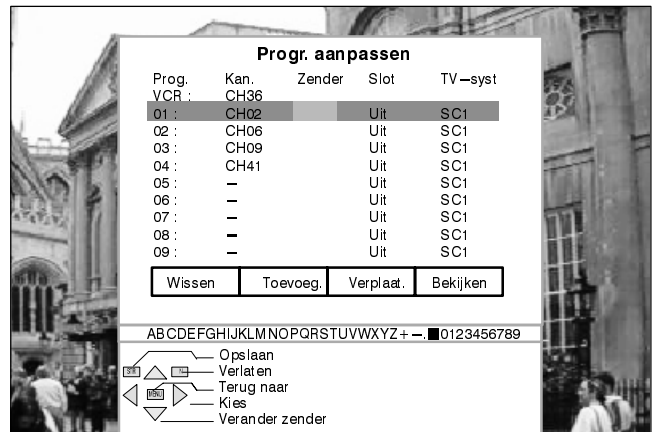 Progr. aanpassen
Prog. Kan. Zender Slot TV—syst
VCR : CH36
01 : CH02 Uit SC1
02 : CH06 Uit SC1
03 : CH09 Uit SC1
04 : CH41 Uit SC1
05 : — Uit SC1
06 : — Uit SC1
07 : — Uit SC1
08 : — Uit SC1
09 : — Uit SC1
Wissen Toevoeg. Verplaat. Bekijken
ABCDEFGHIJKLMNOPQRSTUVWXYZ+—.■0123456789
Opslaan
STR N Verlaten
MENU Terug naar
Kies
Verander zender